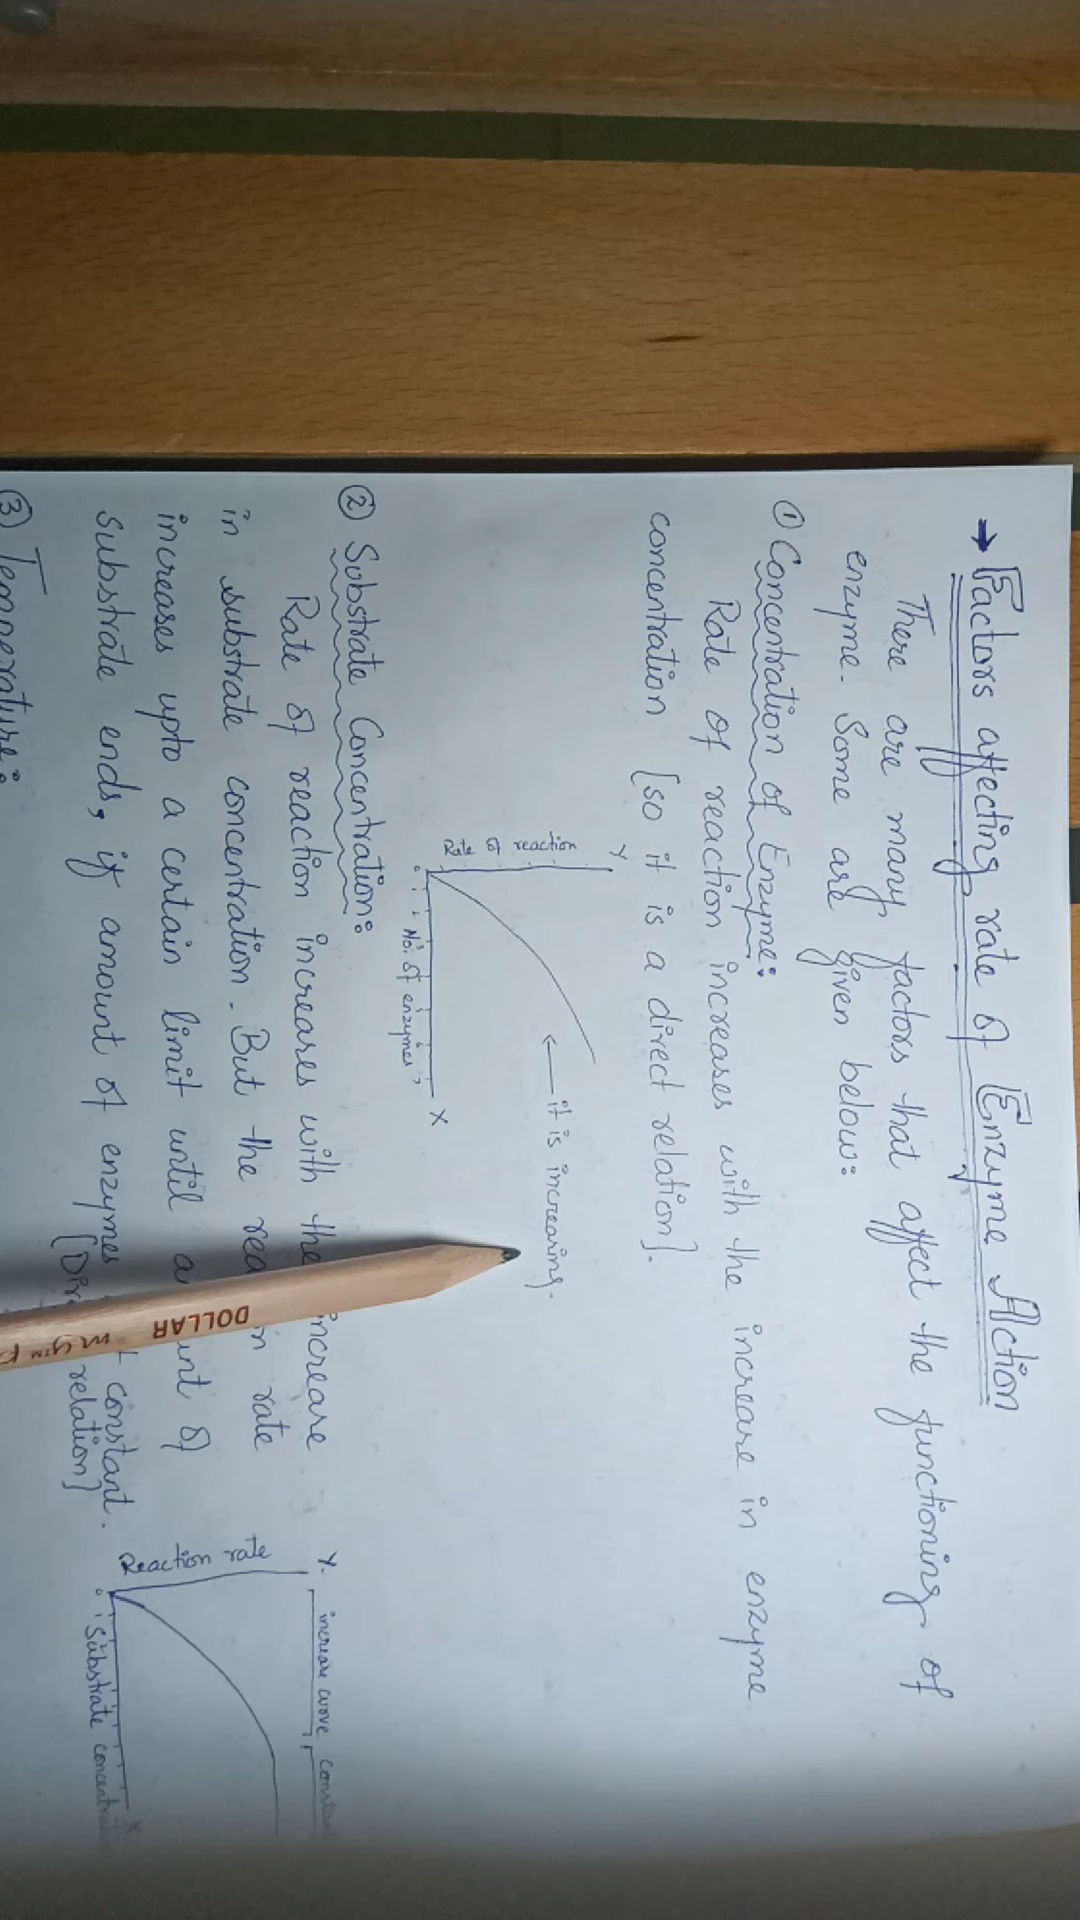 → Factors affecting rate of Enzyme Action
There are many factors that affect the functioning of
enzyme. Some are given below:
① Concentration of Enzyme:
Rate of reaction increases with the increase in enzyme
concentration [so it is a direct relation].
Y
Rate of reaction
← it is increasing.
No. of enzymes
X
② Substrate Concentration:
Rate of reaction increases with the increase
in substrate concentration. But the rate
increases upto a certain limit until of
substrate ends, if amount of enzymes constant.
relation]
Y
increase curve
Reaction rate
substrate
X
③ Temperature:
DOLLAR